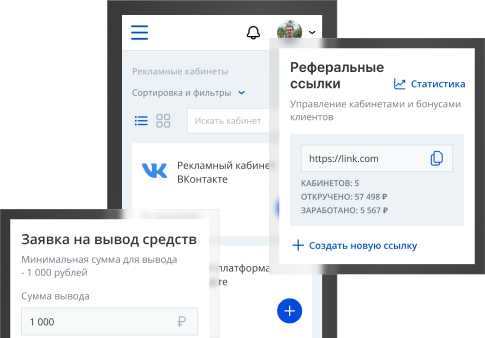 Рекламные кабинеты
Сортировка и фильтры
Искать кабинет
Рекламный кабинет
ВКонтакте
платформа
Реферальные
ссылки
Статистика
Управление кабинетами и бонусами
клиентов
https://link.com
КАБИНЕТОВ: 5
ОТКРУЧЕНО: 57 498 ₽
ЗАРАБОТАНО: 5 567 ₽
Создать новую ссылку
Заявка на вывод средств
Минимальная сумма для вывода
- 1 000 рублей
Сумма вывода
1 000 ₽